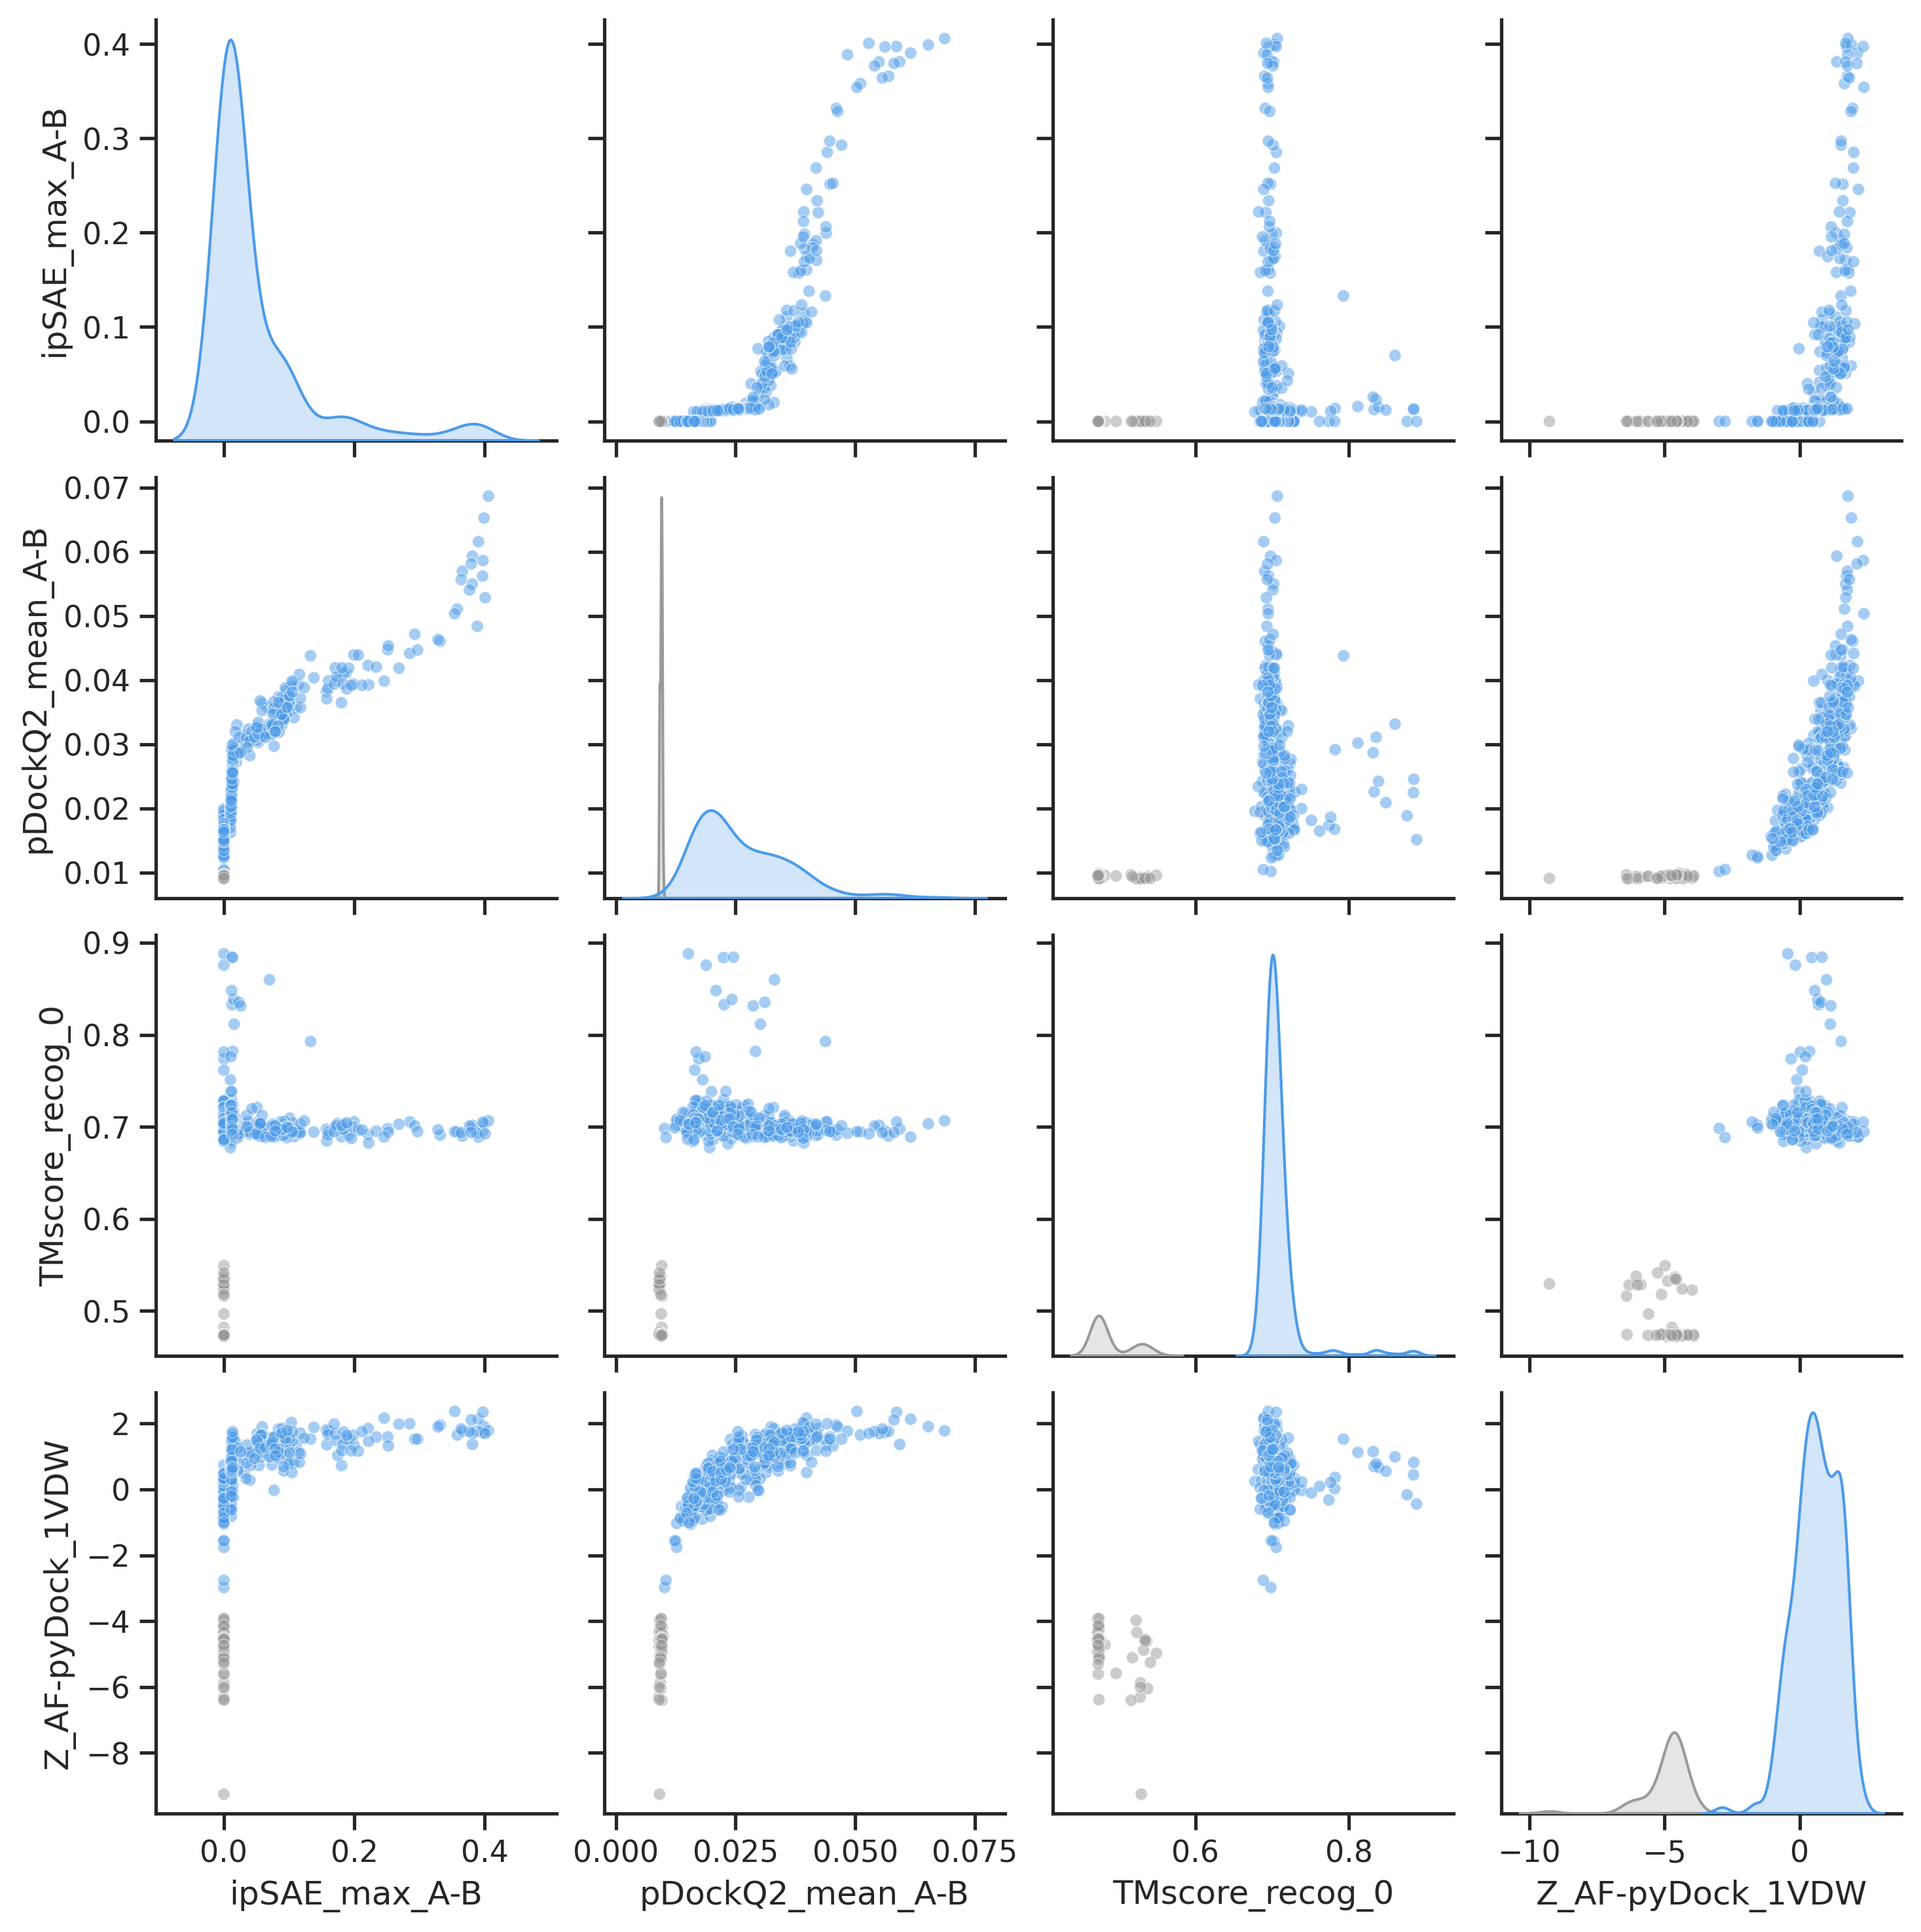 0.4
0.3
0.2
0.1
0.0
ipSAE_max_A-B
0.07
0.06
0.05
0.04
0.03
0.02
0.01
pDockQ2_mean_A-B
0.9
0.8
0.7
0.6
0.5
TMscore_recog_0
2
0
−2
−4
−6
−8
Z_AF-pyDock_1VDW
0.0 0.2 0.4
0.000 0.025 0.050 0.075
0.6 0.8
−10 −5 0
ipSAE_max_A-B
pDockQ2_mean_A-B
TMscore_recog_0
Z_AF-pyDock_1VDW